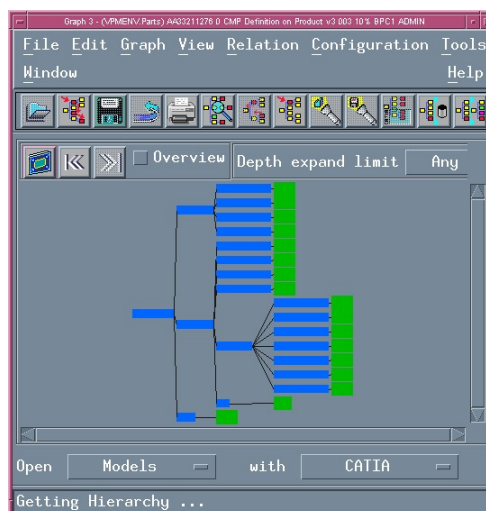 Graph 3 - (VPMENV.Parts) AA03211276 0 CMP Definition on Product v3 003 10% BPC1 ADMIN
File Edit Graph View Relation Configuration Tools
Window Help
Overview Depth expand limit Any
Open Models with CATIA
Getting Hierarchy ...